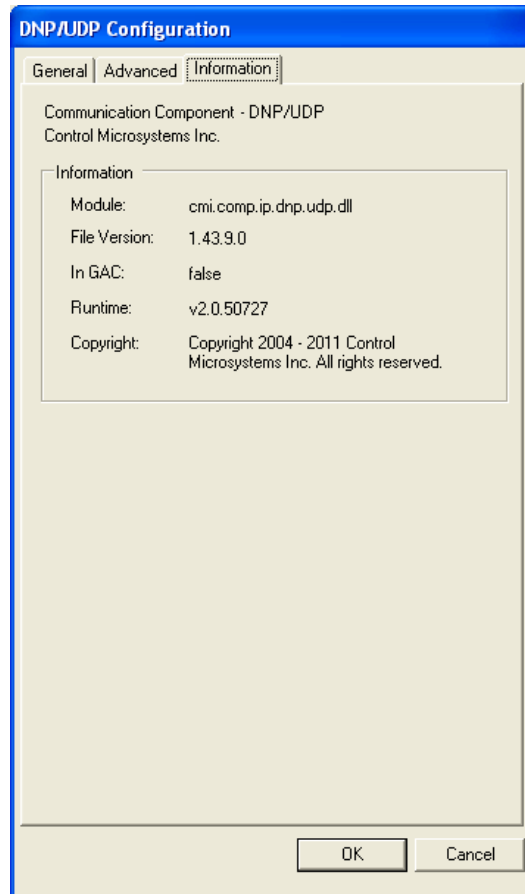 DNP/UDP Configuration
General Advanced Information
Communication Component - DNP/UDP
Control Microsystems Inc.
Information
Module: cmi.comp.ip.dnp.udp.dll
File Version: 1.43.9.0
In GAC: false
Runtime: v2.0.50727
Copyright: Copyright 2004 - 2011 Control
Microsystems Inc. All rights reserved.
OK Cancel